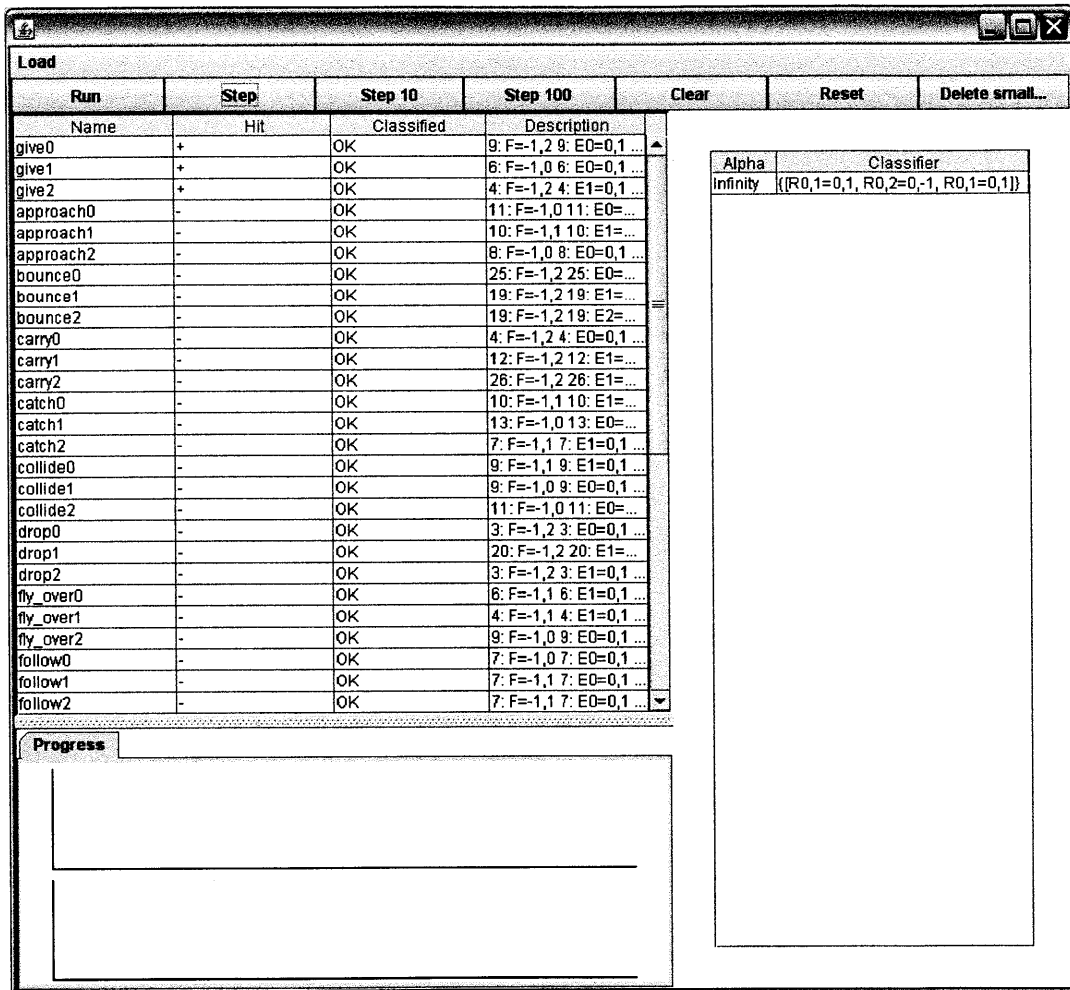 Load
Run Step Step 10 Step 100 Clear Reset Delete small...
Name Hit Classified Description
give0 + OK 9: F=-1,2 9: E0=0,1 ...
give1 + OK 6: F=-1,0 6: E0=0,1 ...
give2 + OK 4: F=-1,2 4: E1=0,1 ...
approach0 - OK 11: F=-1,0 11: E0=...
approach1 - OK 10: F=-1,1 10: E1=...
approach2 - OK 8: F=-1,0 8: E0=0,1 ...
bounce0 - OK 25: F=-1,2 25: E0=...
bounce1 - OK 19: F=-1,2 19: E1=...
bounce2 - OK 19: F=-1,2 19: E2=...
carry0 - OK 4: F=-1,2 4: E0=0,1 ...
carry1 - OK 12: F=-1,2 12: E1=...
carry2 - OK 26: F=-1,2 26: E1=...
catch0 - OK 10: F=-1,1 10: E1=...
catch1 - OK 13: F=-1,0 13: E0=...
catch2 - OK 7: F=-1,1 7: E1=0,1 ...
collide0 - OK 9: F=-1,1 9: E0=0,1 ...
collide1 - OK 9: F=-1,0 9: E0=0,1 ...
collide2 - OK 11: F=-1,0 11: E0=...
drop0 - OK 3: F=-1,2 3: E0=0,1 ...
drop1 - OK 20: F=-1,2 20: E1=...
drop2 - OK 3: F=-1,2 3: E1=0,1 ...
fly_over0 - OK 6: F=-1,1 6: E1=0,1 ...
fly_over1 - OK 4: F=-1,1 4: E1=0,1 ...
fly_over2 - OK 9: F=-1,0 9: E0=0,1 ...
follow0 - OK 7: F=-1,0 7: E0=0,1 ...
follow1 - OK 7: F=-1,1 7: E0=0,1 ...
follow2 - OK 7: F=-1,1 7: E0=0,1 ...
Alpha Classifier
Infinity {[R0,1=0,1, R0,2=0,-1, R0,1=0,1]}
Progress